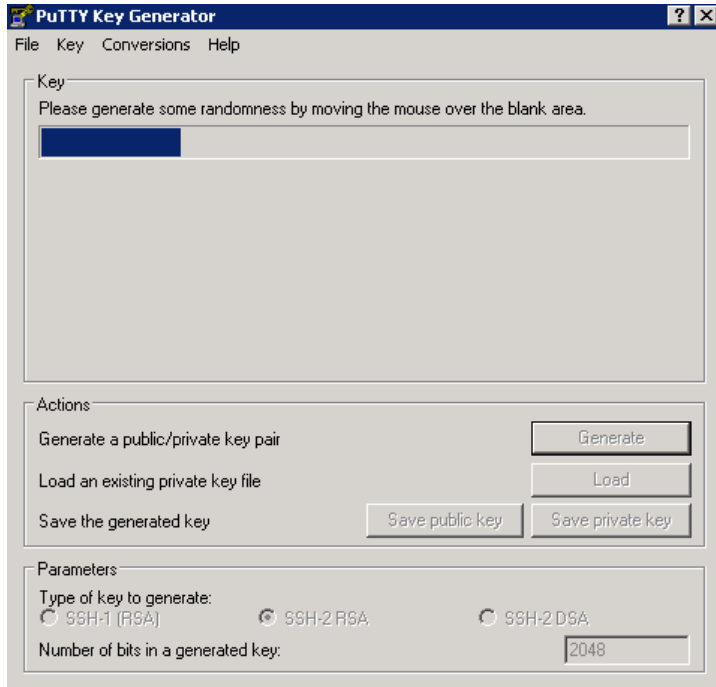 PuTTY Key Generator ? X
File Key Conversions Help
Key
Please generate some randomness by moving the mouse over the blank area.
Actions
Generate a public/private key pair Generate
Load an existing private key file Load
Save the generated key Save public key Save private key
Parameters
Type of key to generate:
SSH-1 (RSA) SSH-2 RSA SSH-2 DSA
Number of bits in a generated key: 2048